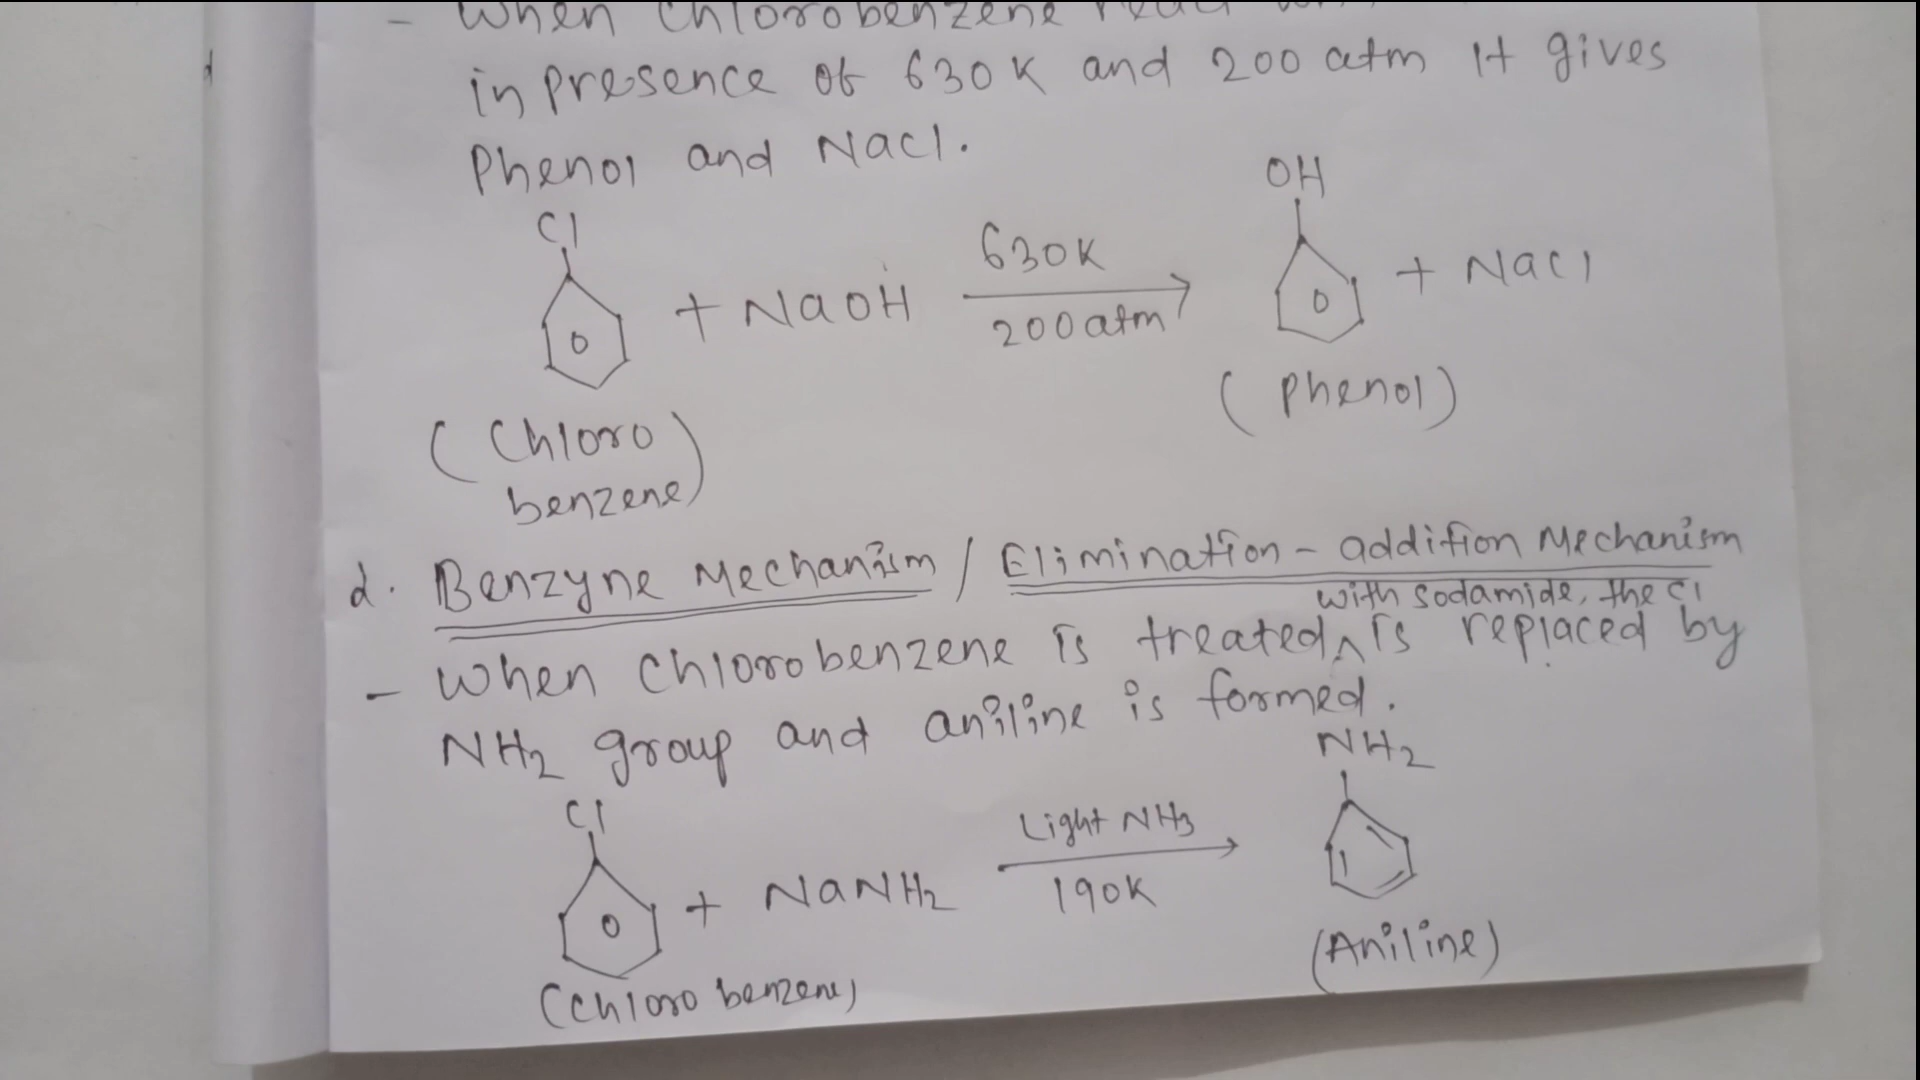 - When Chlorobenzene react
in presence of 630K and 200 atm it gives
Phenol and NaCl.
Cl
+ NaOH
630K
200 atm
OH
+ NaCl
(Chloro
benzene)
(Phenol)
d. Benzyne Mechanism / Elimination - addition Mechanism
with sodamide, the Cl
- When Chlorobenzene is treated ^ is replaced by
NH2 group and aniline is formed.
Cl
+ NaNH2
Light NH3
190K
NH2
(Chloro benzene)
(Aniline)